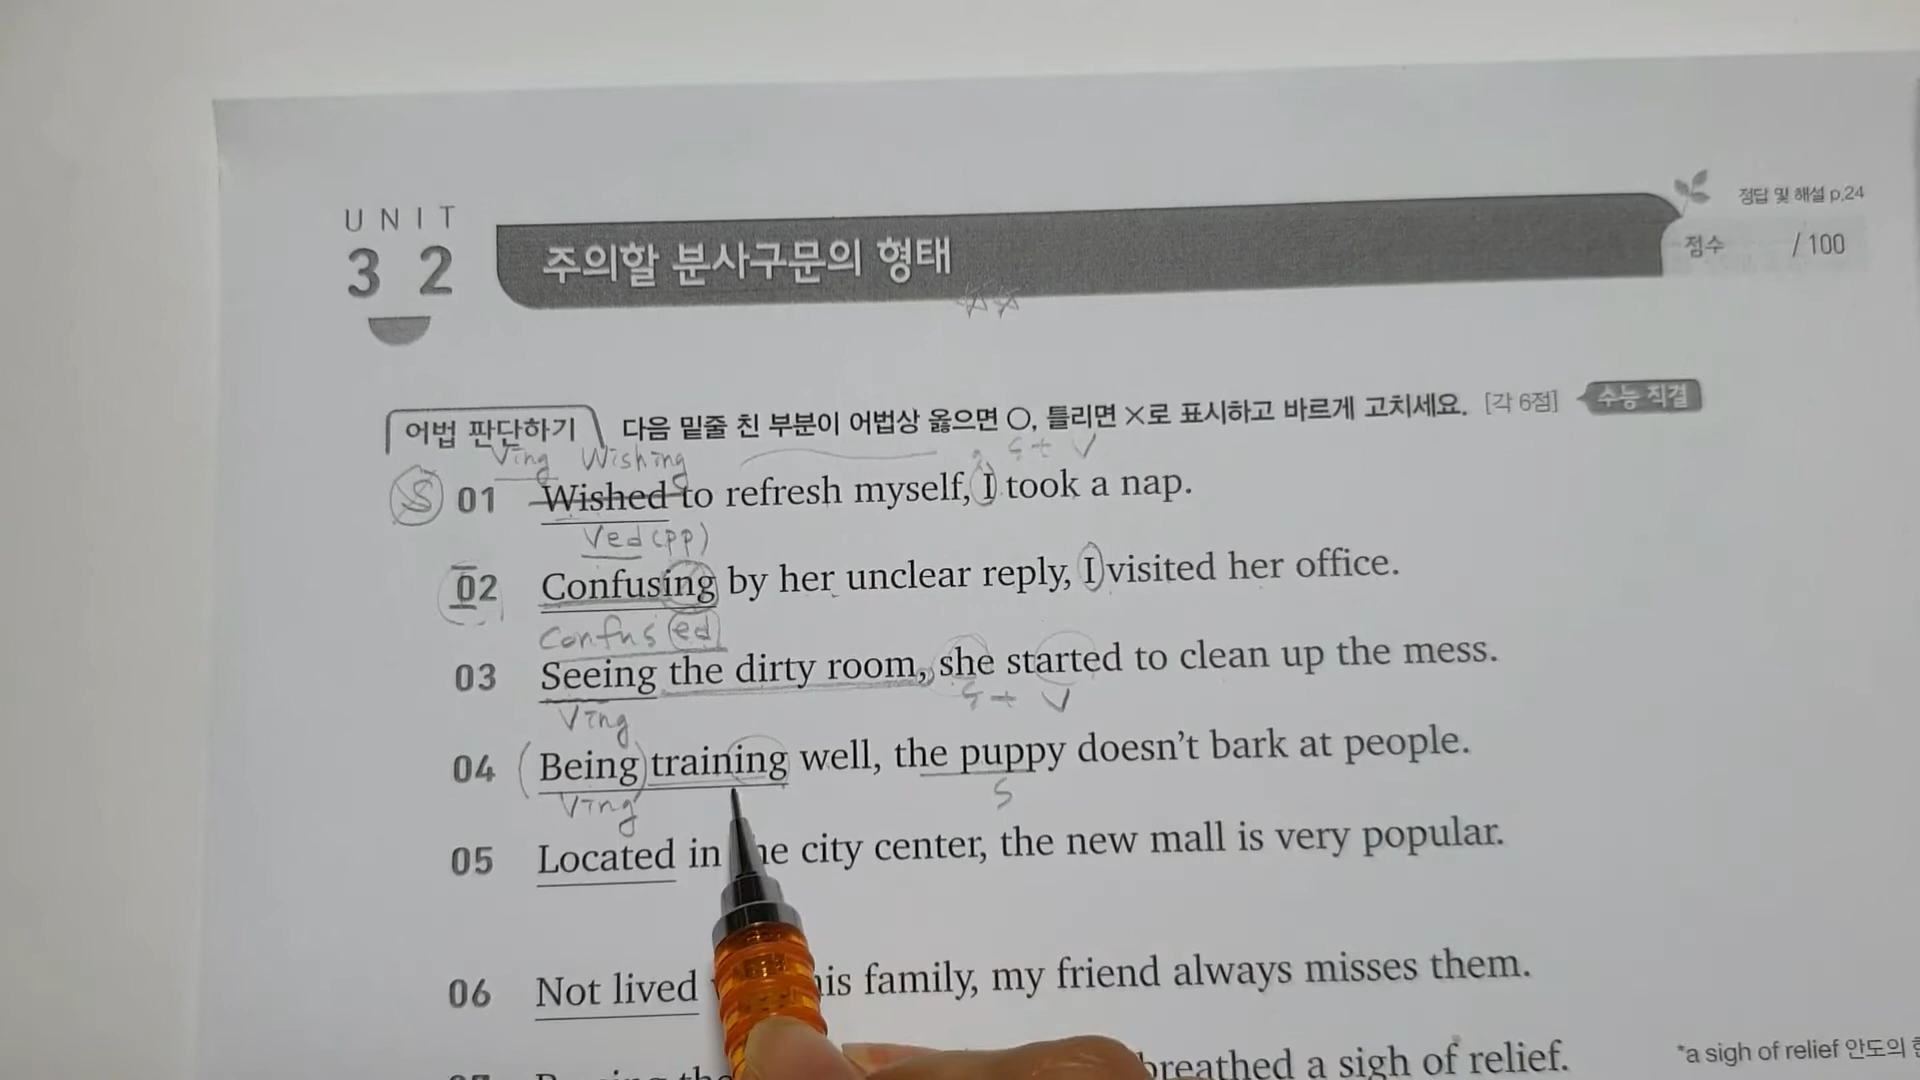 UNIT
32
주의할 분사구문의 형태
정답 및 해설 p.24
점수 / 100
어법 판단하기 다음 밑줄 친 부분이 어법상 옳으면 ○, 틀리면 ×로 표시하고 바르게 고치세요. [각 6점] 수능 직결
Ving Wishing S + V
S 01 Wished to refresh myself, I took a nap.
Ved (pp)
02 Confusing by her unclear reply, I visited her office.
Confused
03 Seeing the dirty room, she started to clean up the mess.
Ving S + V
04 (Being) training well, the puppy doesn't bark at people.
Ving S
05 Located in city center, the new mall is very popular.
06 Not lived his family, my friend always misses them.
breathed a sigh of relief.
*a sigh of relief 안도의